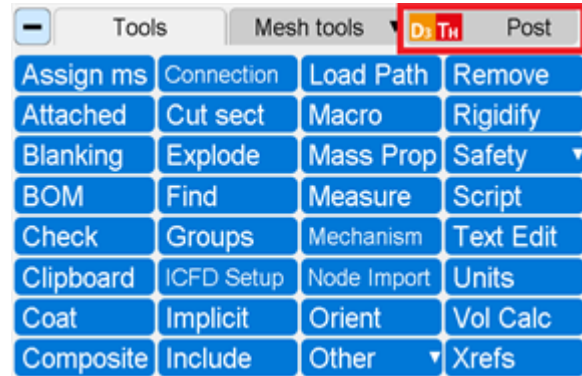 Tools Mesh tools D3 TH Post
Assign ms Connection Load Path Remove
Attached Cut sect Macro Rigidify
Blanking Explode Mass Prop Safety
BOM Find Measure Script
Check Groups Mechanism Text Edit
Clipboard ICFD Setup Node Import Units
Coat Implicit Orient Vol Calc
Composite Include Other Xrefs